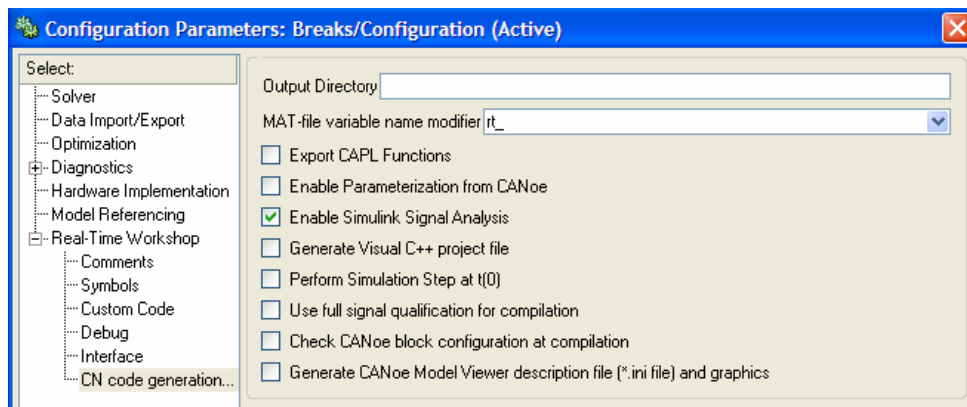 Configuration Parameters: Breaks/Configuration (Active)
Select:
Solver
Data Import/Export
Optimization
Diagnostics
Hardware Implementation
Model Referencing
Real-Time Workshop
Comments
Symbols
Custom Code
Debug
Interface
CN code generation...
Output Directory
MAT-file variable name modifier rt_
Export CAPL Functions
Enable Parameterization from CANoe
Enable Simulink Signal Analysis
Generate Visual C++ project file
Perform Simulation Step at t(0)
Use full signal qualification for compilation
Check CANoe block configuration at compilation
Generate CANoe Model Viewer description file (*.ini file) and graphics